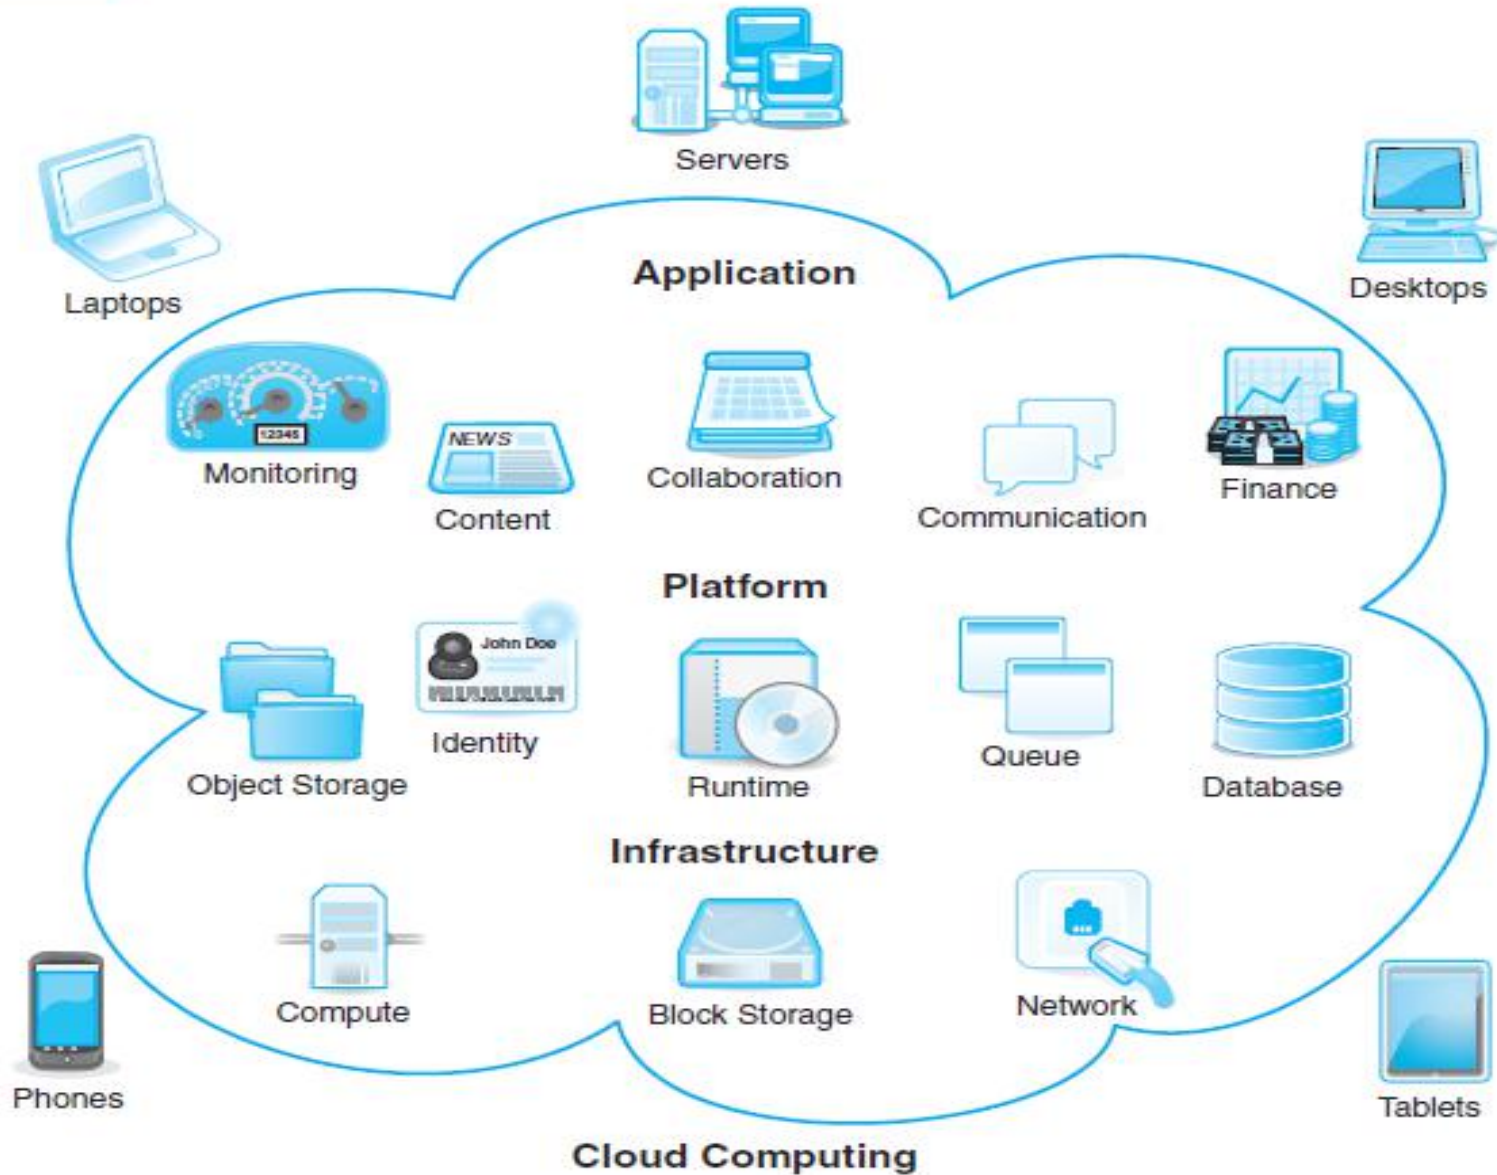 Servers
Laptops
Desktops
Application
12345
Monitoring
NEWS
Content
Collaboration
Communication
Finance
Platform
John Doe
Object Storage
Identity
Runtime
Queue
Database
Infrastructure
Compute
Block Storage
Network
Phones
Tablets
Cloud Computing